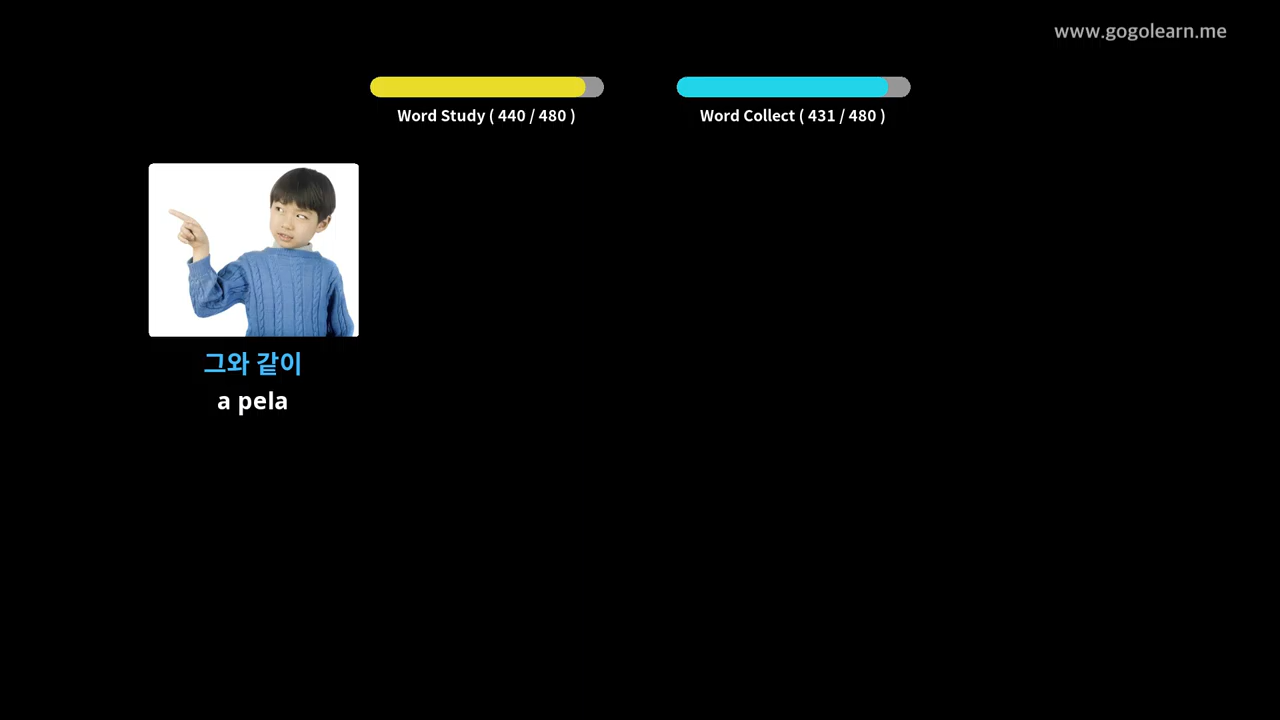 www.gogolearn.me
Word Study ( 440 / 480 )
Word Collect ( 431 / 480 )
그와 같이
a pela